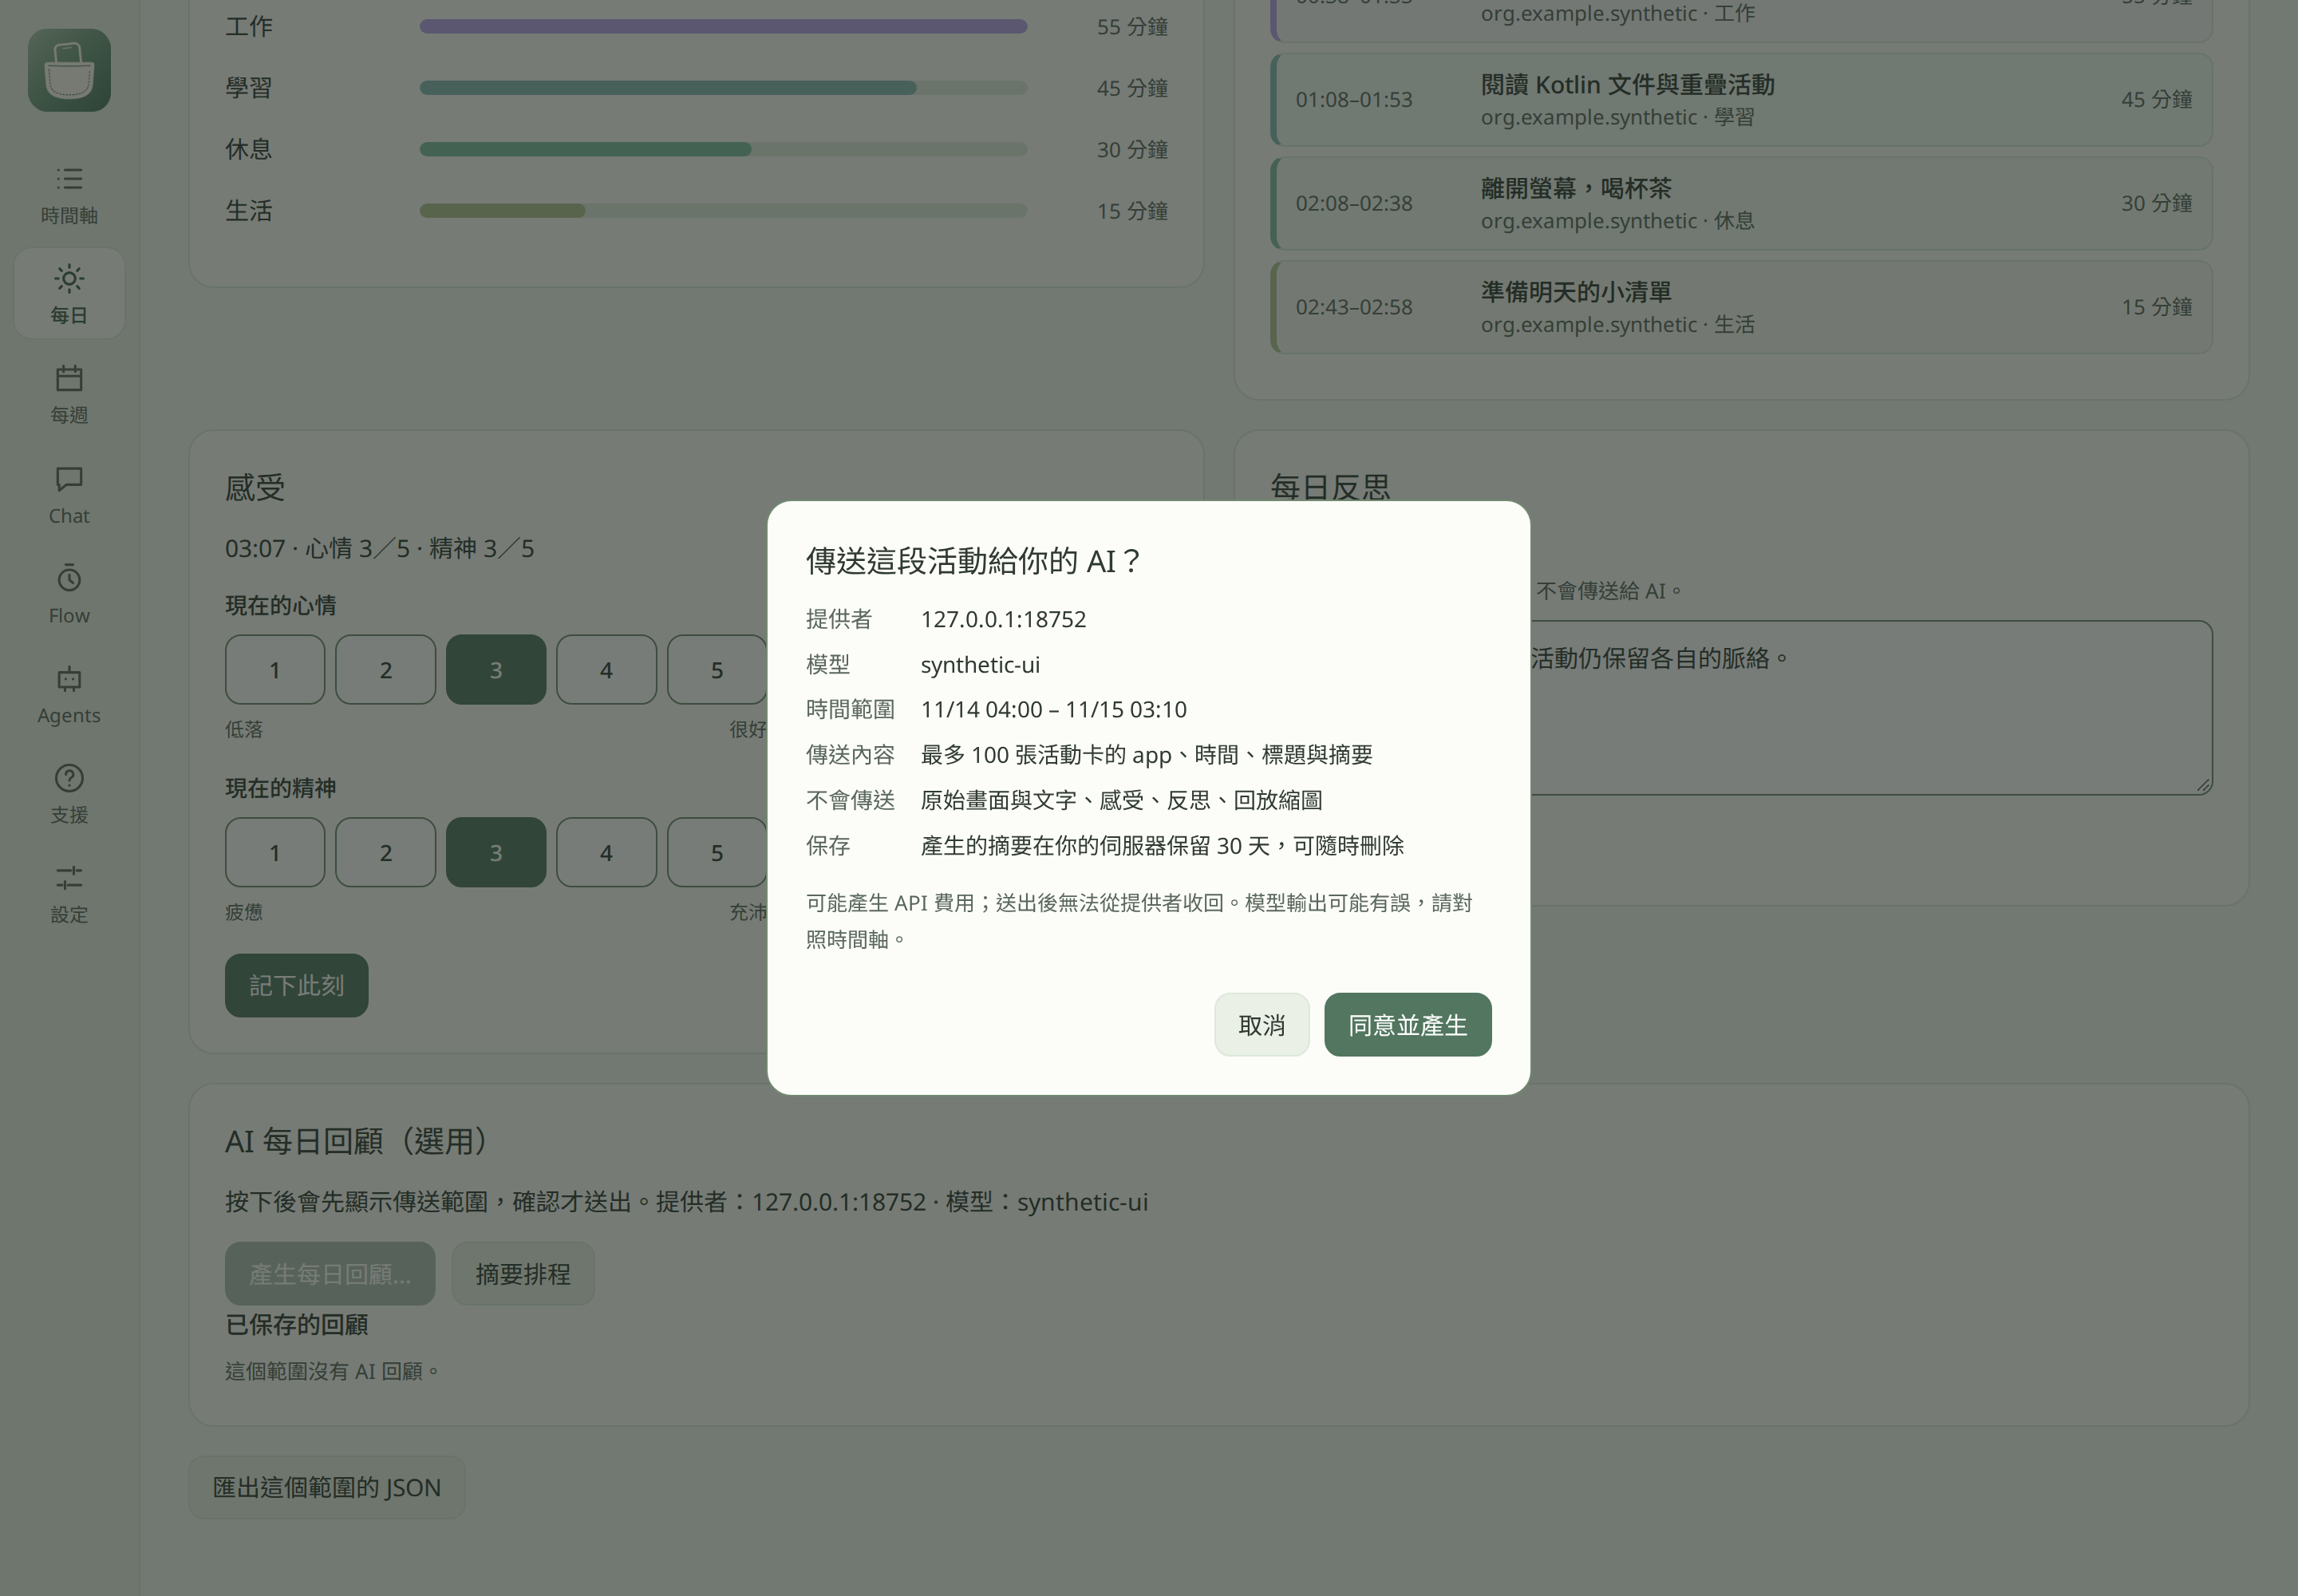 時間軸
每日
每週
Chat
Flow
Agents
支援
設定
工作
55 分鐘
學習
45 分鐘
休息
30 分鐘
生活
15 分鐘
org.example.synthetic · 工作
01:08–01:53
閱讀 Kotlin 文件與重疊活動
org.example.synthetic · 學習
45 分鐘
02:08–02:38
離開螢幕，喝杯茶
org.example.synthetic · 休息
30 分鐘
02:43–02:58
準備明天的小清單
org.example.synthetic · 生活
15 分鐘
感受
03:07 · 心情 3／5 · 精神 3／5
現在的心情
1 2 3 4 5
低落 很好
現在的精神
1 2 3 4 5
疲憊 充沛
記下此刻
每日反思
不會傳送給 AI。
活動仍保留各自的脈絡。
傳送這段活動給你的 AI？
提供者 127.0.0.1:18752
模型 synthetic-ui
時間範圍 11/14 04:00 – 11/15 03:10
傳送內容 最多 100 張活動卡的 app、時間、標題與摘要
不會傳送 原始畫面與文字、感受、反思、回放縮圖
保存 產生的摘要在你的伺服器保留 30 天，可隨時刪除
可能產生 API 費用；送出後無法從提供者收回。模型輸出可能有誤，請對
照時間軸。
取消
同意並產生
AI 每日回顧（選用）
按下後會先顯示傳送範圍，確認才送出。提供者：127.0.0.1:18752 · 模型：synthetic-ui
產生每日回顧...
摘要排程
已保存的回顧
這個範圍沒有 AI 回顧。
匯出這個範圍的 JSON